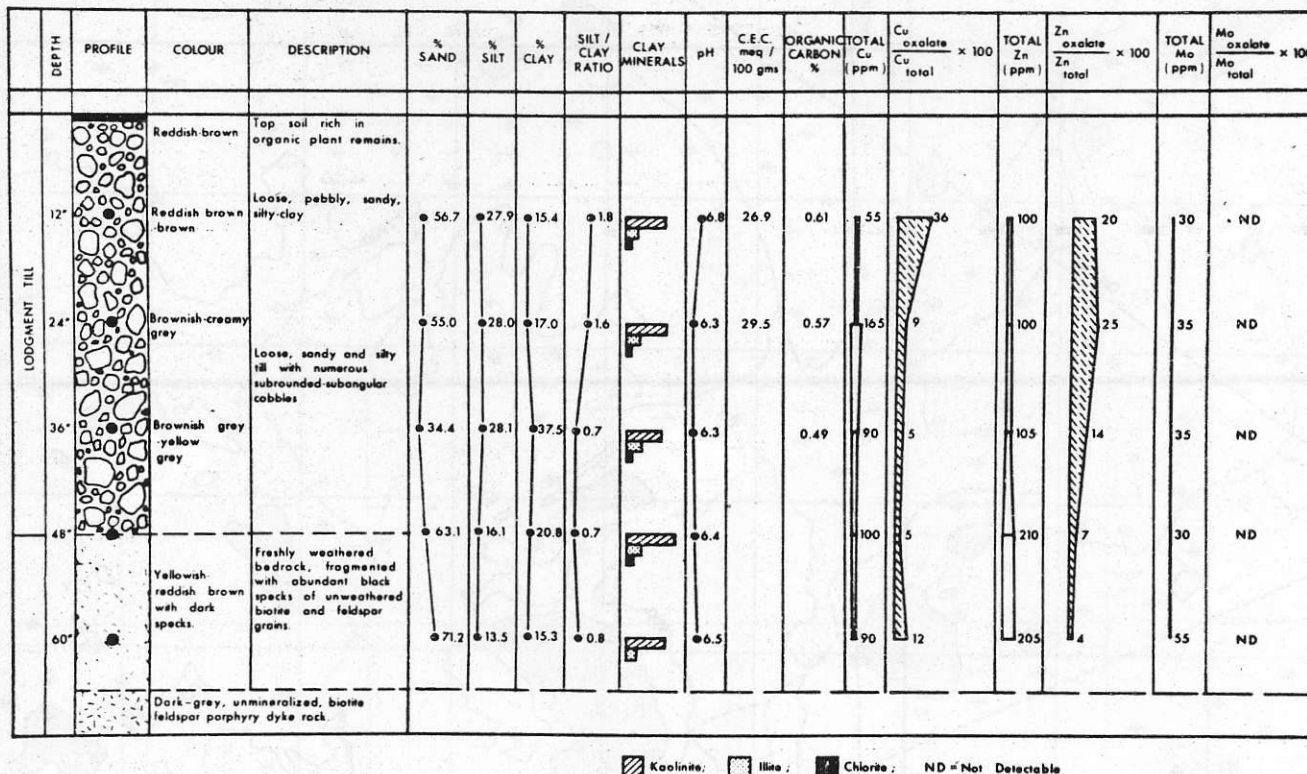 DEPTH
PROFILE
COLOUR
DESCRIPTION
% SAND
% SILT
% CLAY
SILT / CLAY RATIO
CLAY MINERALS
pH
C.E.C. meq / 100 gms
ORGANIC CARBON %
TOTAL Cu (ppm)
Cu oxalate / Cu total × 100
TOTAL Zn (ppm)
Zn oxalate / Zn total × 100
TOTAL Mo (ppm)
Mo oxalate / Mo total × 100
LODGMENT TILL
Reddish-brown
Top soil rich in
organic plant remains.
Loose, pebbly, sandy,
silty-clay
12" Reddish brown 56.7 27.9 15.4 1.8 6.8 26.9 0.61 55 36 100 20 30 ND
-brown
24" Brownish-creamy 55.0 28.0 17.0 1.6 6.3 29.5 0.57 165 9 100 25 35 ND
grey
Loose, sandy and silty
till with numerous
subrounded-subangular
cobbles
36" Brownish grey 34.4 28.1 37.5 0.7 6.3 0.49 90 5 105 14 35 ND
-yellow
grey
48" 63.1 16.1 20.8 0.7 6.4 100 5 210 7 30 ND
Freshly weathered
bedrock, fragmented
with abundant black
specks of unweathered
biotite and feldspar
grains.
Yellowish-
reddish brown
with dark
specks.
60" 71.2 13.5 15.3 0.8 6.5 90 12 205 4 55 ND
Dark-grey, unmineralized, biotite
feldspar porphyry dyke rock.
Kaolinite; Illite; Chlorite; ND = Not Detectable